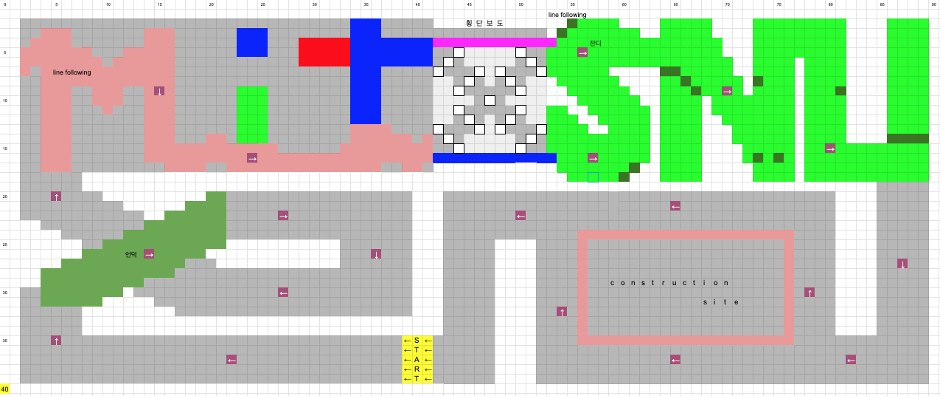 0 5 10 15 20 25 30 35 40 45 50 55 60 65 70 75 80 85 90
line following
횡 단 보 도
잔디
5
line following
↓ →
10
15
→ → →
20
↑
→ ← ←
25
언덕 → ↓ ↓
construction
30
← ↑
site
↑
35
↑ ← S ←
← T ←
← ← A ← ← ←
← R ←
← T ←
40